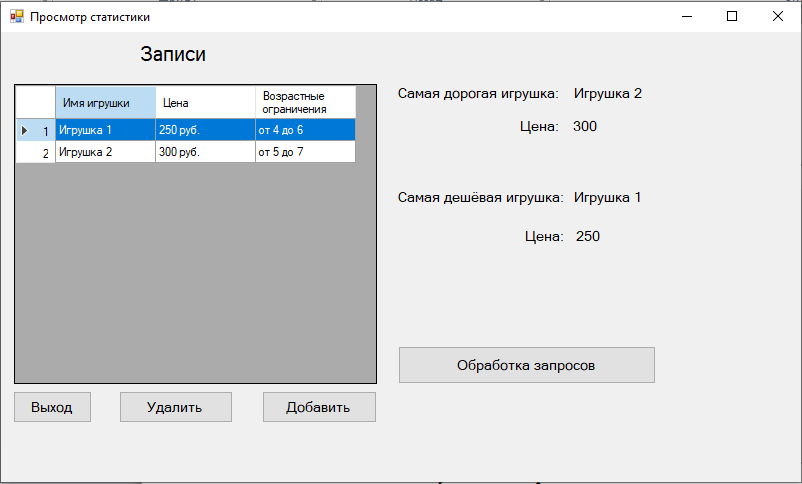 Просмотр статистики
Записи
Имя игрушки Цена Возрастные ограничения
1 Игрушка 1 250 руб. от 4 до 6
2 Игрушка 2 300 руб. от 5 до 7
Самая дорогая игрушка: Игрушка 2
Цена: 300
Самая дешёвая игрушка: Игрушка 1
Цена: 250
Обработка запросов
Выход Удалить Добавить